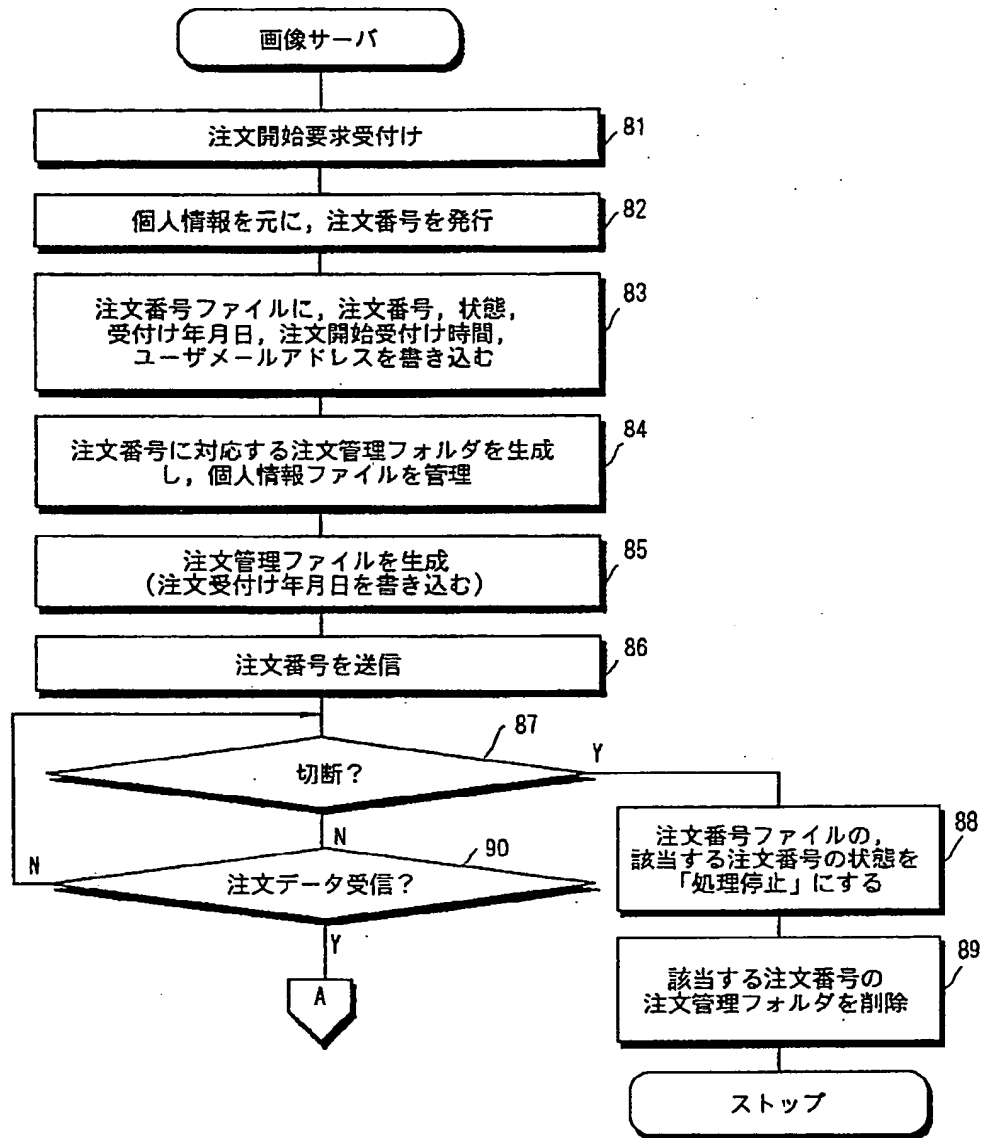 画像サーバ
注文開始要求受付け
81
個人情報を元に，注文番号を発行
82
注文番号ファイルに，注文番号，状態，
受付け年月日，注文開始受付け時間，
ユーザメールアドレスを書き込む
83
注文番号に対応する注文管理フォルダを生成
し，個人情報ファイルを管理
84
注文管理ファイルを生成
（注文受付け年月日を書き込む）
85
注文番号を送信
86
切断？
87
Y
N
注文データ受信？
90
N
Y
A
注文番号ファイルの，
該当する注文番号の状態を
「処理停止」にする
88
該当する注文番号の
注文管理フォルダを削除
89
ストップ